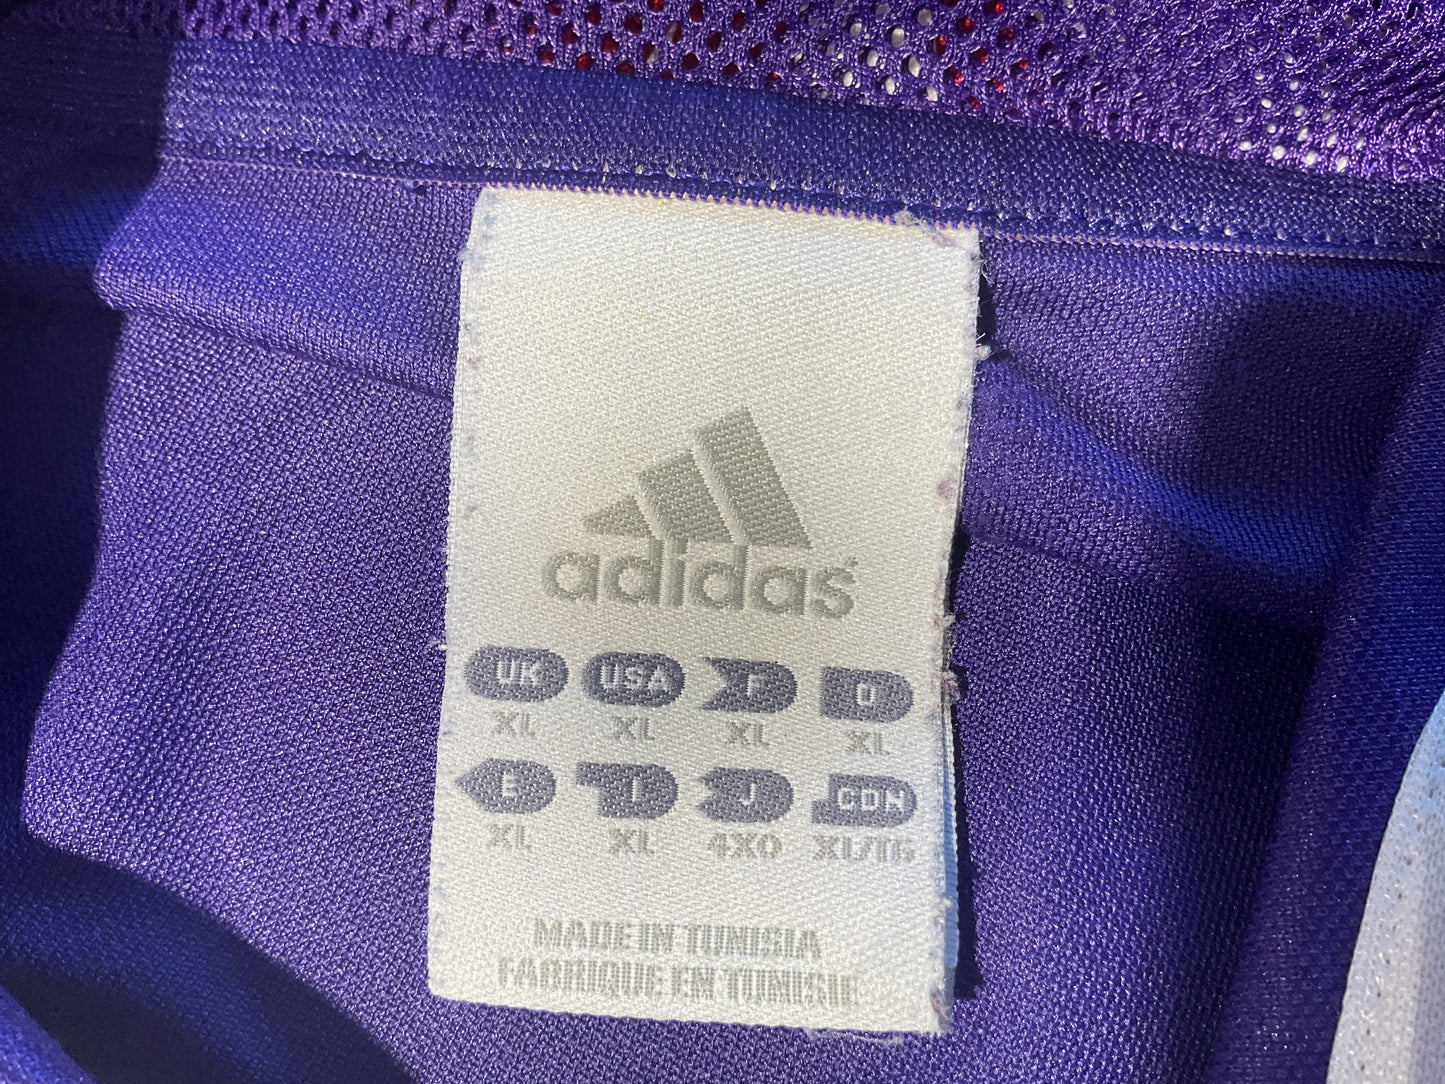 adidas
UK USA F D
XL XL XL XL
E I J CDN
XL XL 4XO XL/TG
MADE IN TUNISIA
FABRIQUE EN TUNISIE